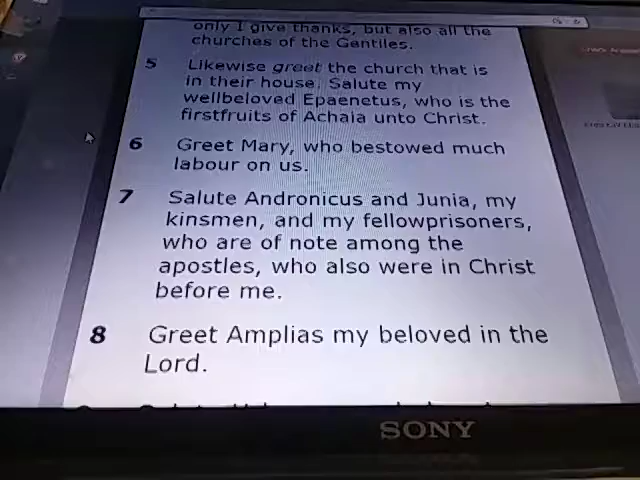 only I give thanks, but also all the
churches of the Gentiles.
5 Likewise greet the church that is
in their house. Salute my
wellbeloved Epaenetus, who is the
firstfruits of Achaia unto Christ.
6 Greet Mary, who bestowed much
labour on us.
7 Salute Andronicus and Junia, my
kinsmen, and my fellowprisoners,
who are of note among the
apostles, who also were in Christ
before me.
8 Greet Amplias my beloved in the
Lord.
SONY